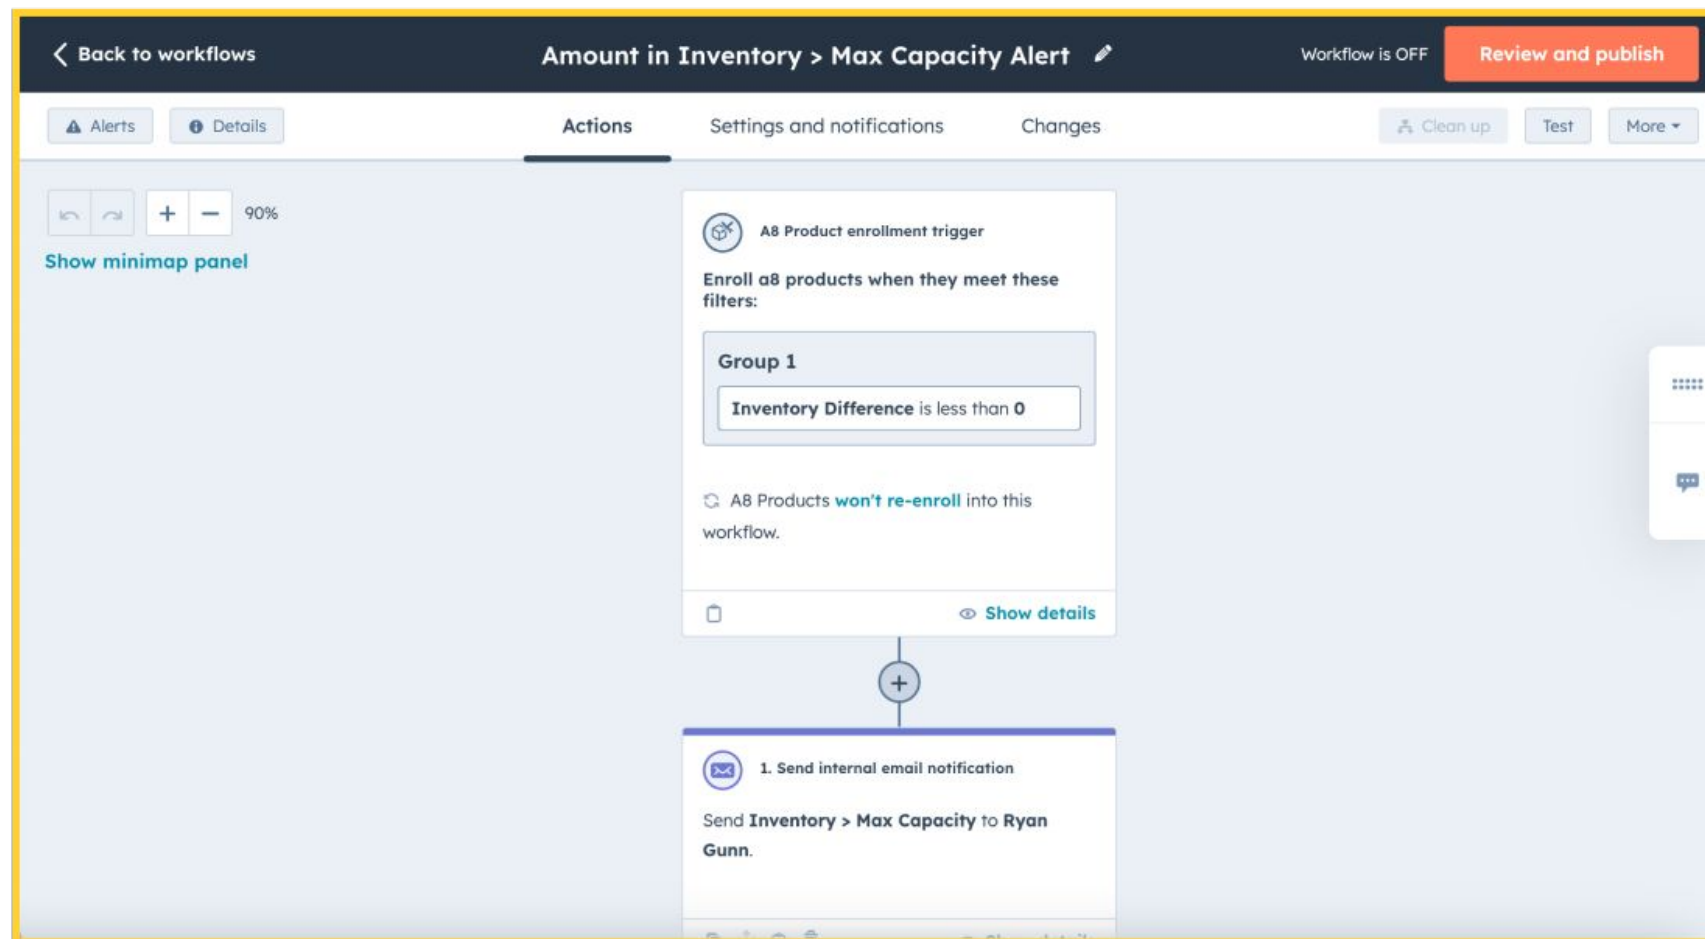 Back to workflows
Amount in Inventory > Max Capacity Alert
Workflow is OFF
Review and publish
Alerts
Details
Actions
Settings and notifications
Changes
Clean up
Test
More
90%
Show minimap panel
A8 Product enrollment trigger
Enroll a8 products when they meet these
filters:
Group 1
Inventory Difference is less than 0
A8 Products won't re-enroll into this
workflow.
Show details
1. Send internal email notification
Send Inventory > Max Capacity to Ryan
Gunn.